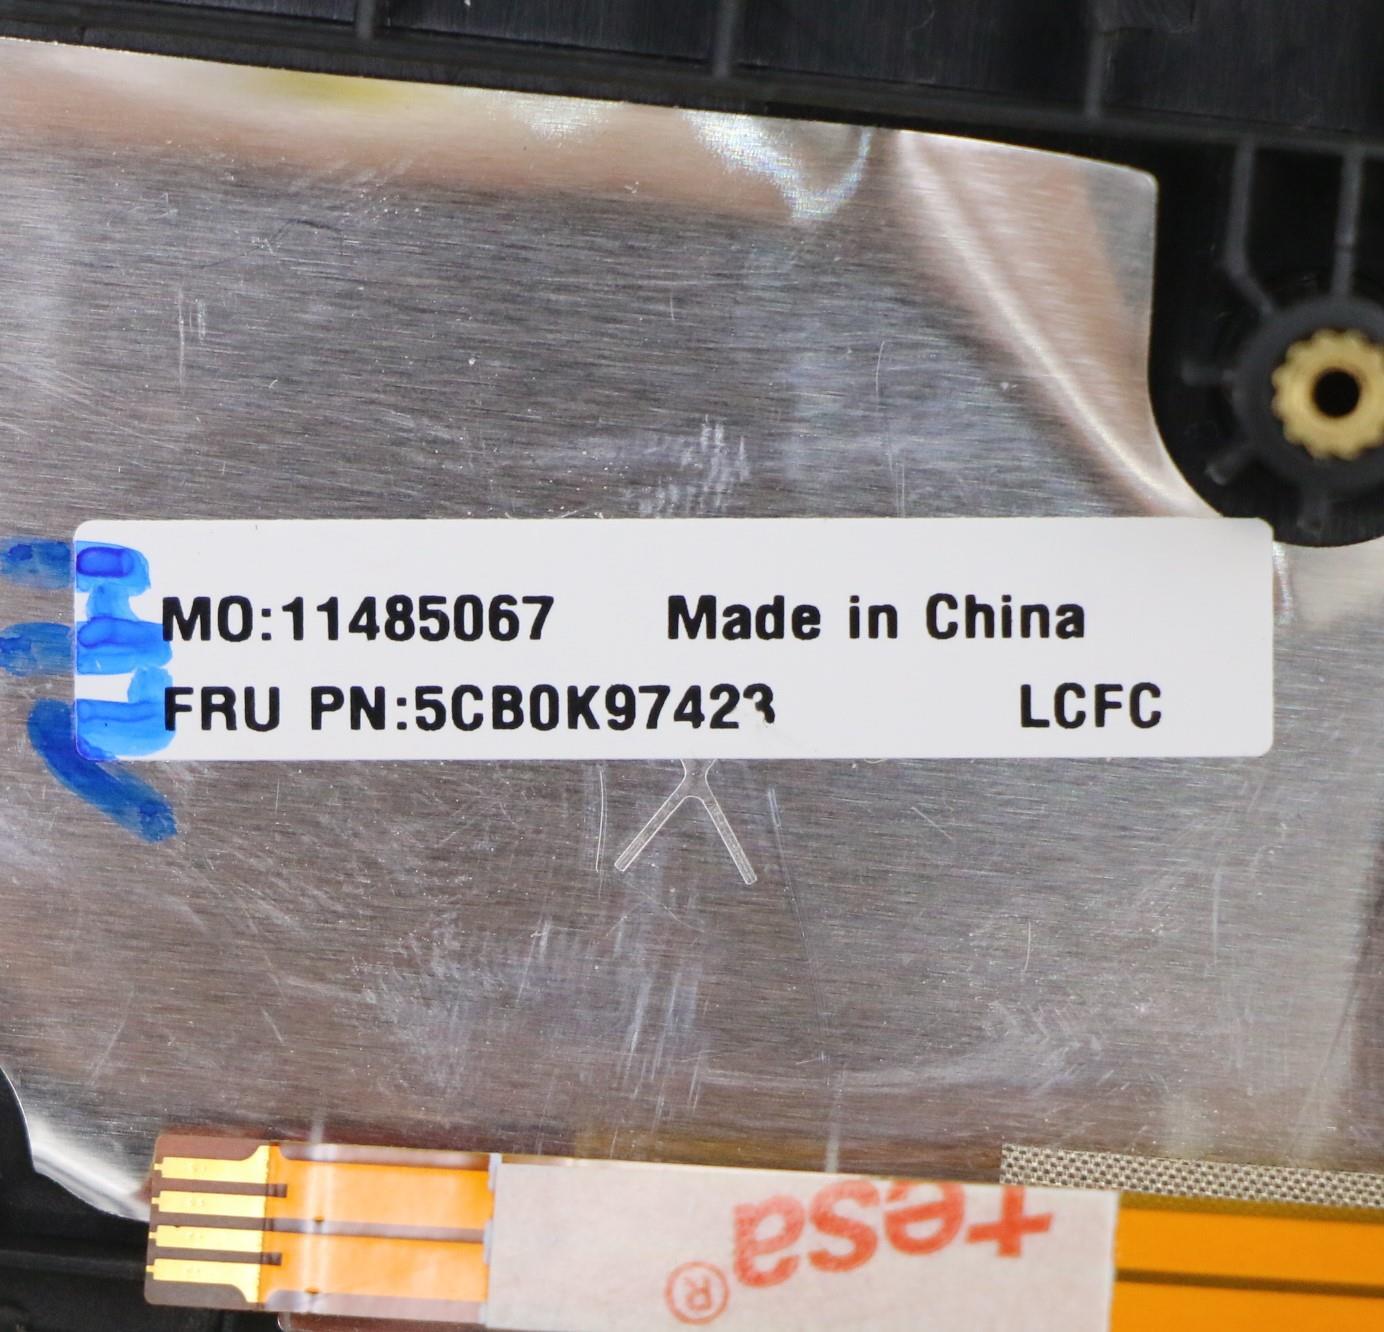 MO:11485067 Made in China
FRU PN:5CB0K97423 LCFC
tesa®